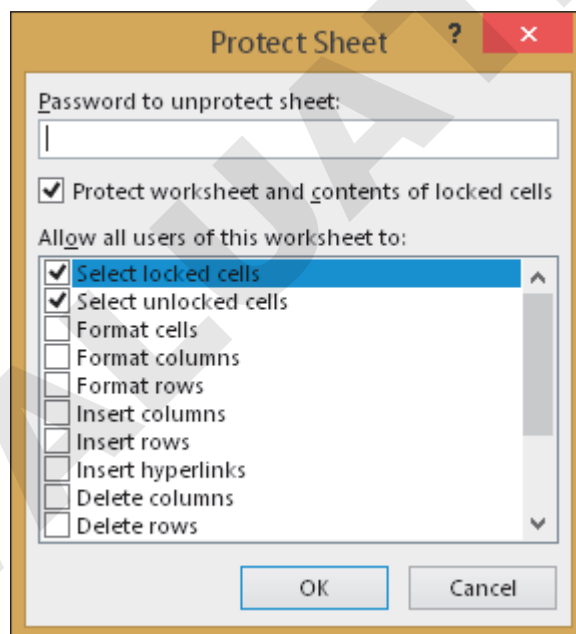 Protect Sheet
?
Password to unprotect sheet:
Protect worksheet and contents of locked cells
Allow all users of this worksheet to:
Select locked cells
Select unlocked cells
Format cells
Format columns
Format rows
Insert columns
Insert rows
Insert hyperlinks
Delete columns
Delete rows
OK Cancel